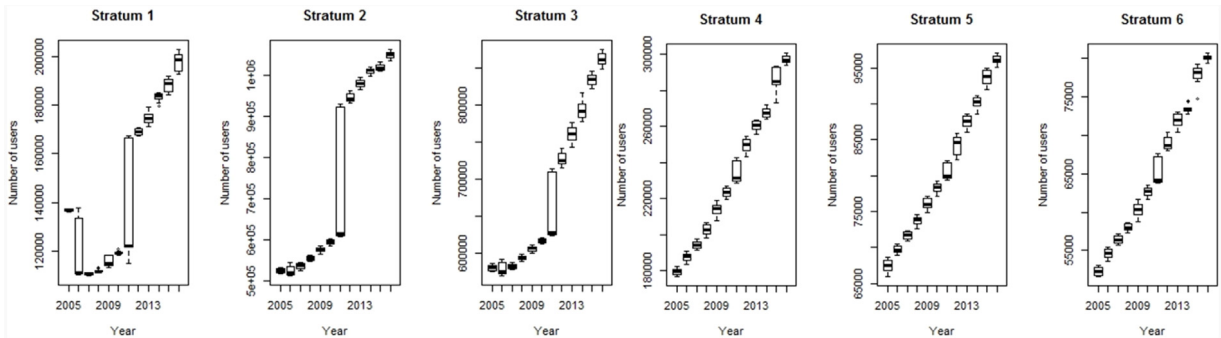 Stratum 1
Number of users
120000
140000
160000
180000
200000
2005
2009
2013
Year
Stratum 2
Number of users
5e+05
6e+05
7e+05
8e+05
9e+05
1e+06
2005
2009
2013
Year
Stratum 3
Number of users
600000
700000
800000
2005
2009
2013
Year
Stratum 4
Number of users
180000
220000
260000
300000
2005
2009
2013
Year
Stratum 5
Number of users
65000
75000
85000
95000
2005
2009
2013
Year
Stratum 6
Number of users
55000
65000
75000
2005
2009
2013
Year